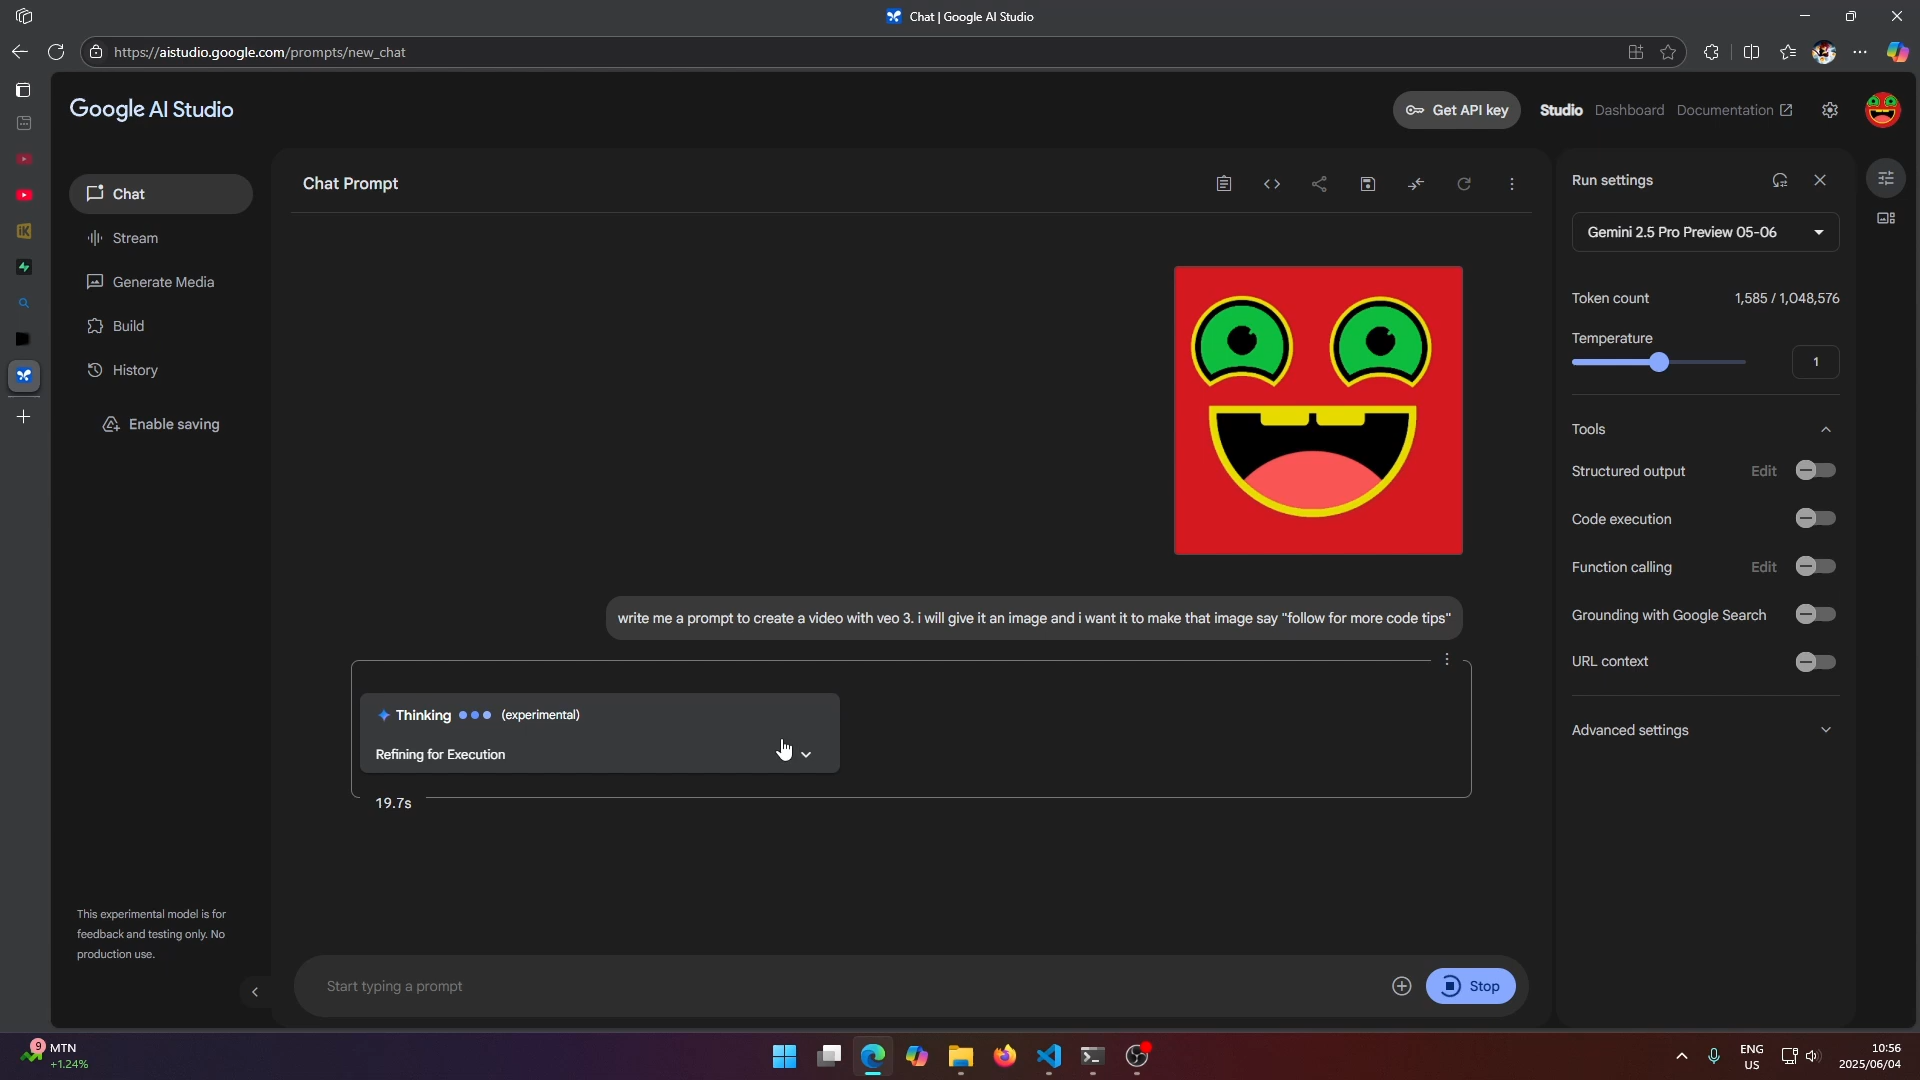 Chat | Google AI Studio
https://aistudio.google.com/prompts/new_chat
Google AI Studio
Get API key
Studio
Dashboard
Documentation
Chat
Stream
Generate Media
Build
History
Enable saving
This experimental model is for
feedback and testing only. No
production use.
Chat Prompt
write me a prompt to create a video with veo 3. i will give it an image and i want it to make that image say "follow for more code tips"
Thinking (experimental)
Refining for Execution
19.7s
Start typing a prompt
Stop
Run settings
Gemini 2.5 Pro Preview 05-06
Token count 1,585 / 1,048,576
Temperature
1
Tools
Structured output Edit
Code execution
Function calling Edit
Grounding with Google Search
URL context
Advanced settings
9
MTN
+1.24%
ENG
US
10:56
2025/06/04